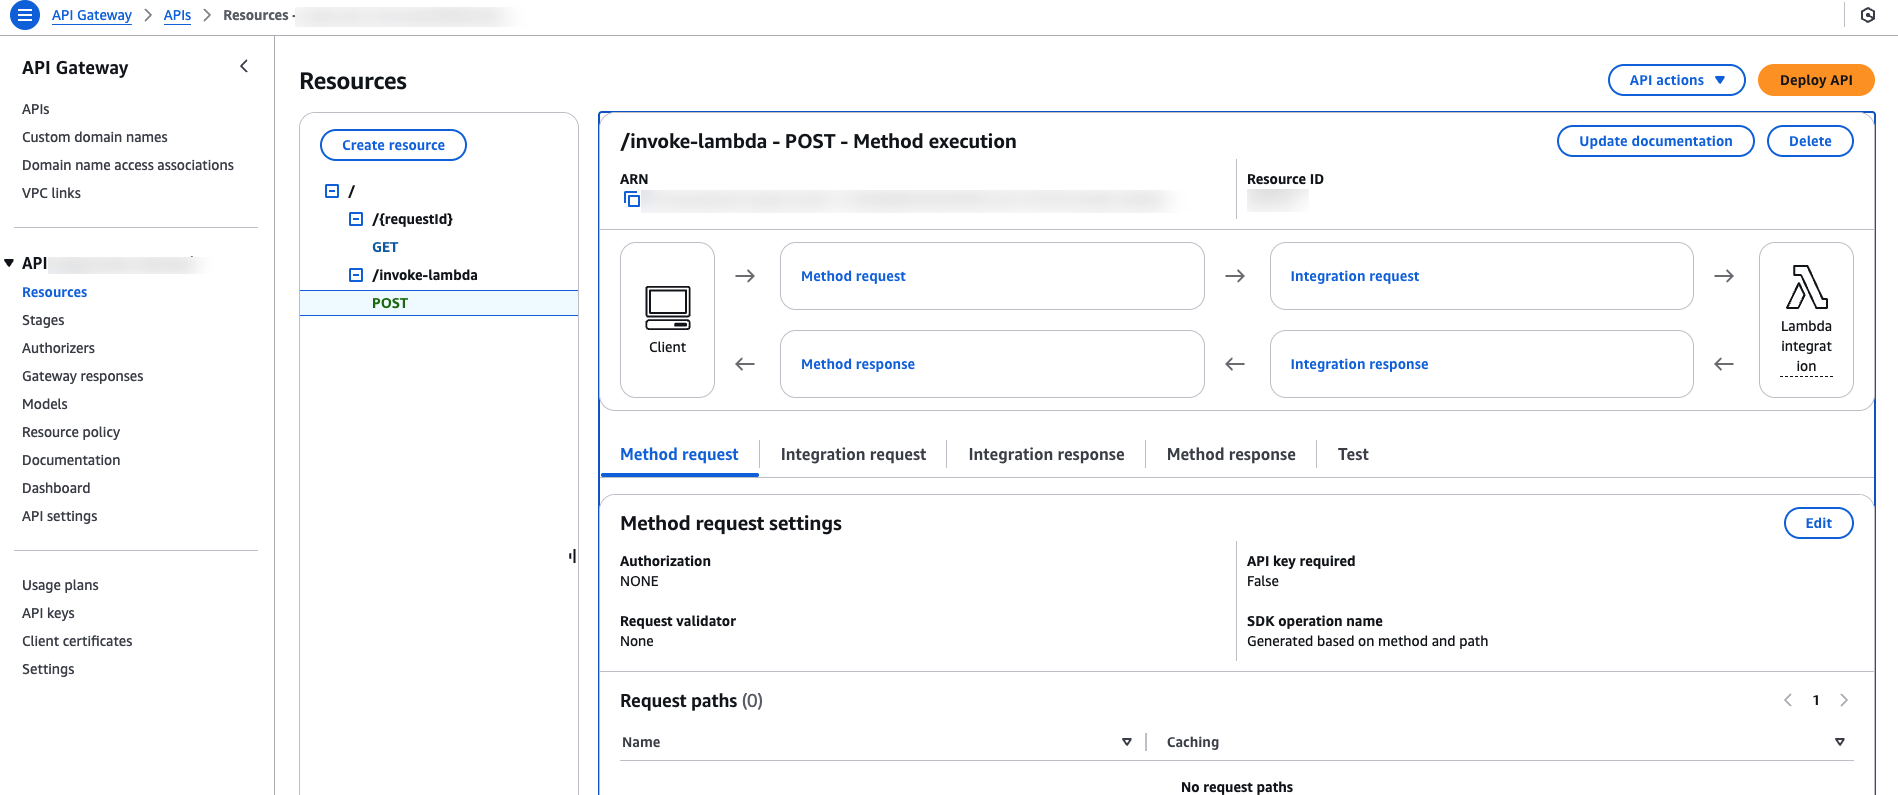 API Gateway > APIs > Resources -
API Gateway
APIs
Custom domain names
Domain name access associations
VPC links
API
Resources
Stages
Authorizers
Gateway responses
Models
Resource policy
Documentation
Dashboard
API settings
Usage plans
API keys
Client certificates
Settings
Resources
API actions
Deploy API
Create resource
/
/{requestId}
GET
/invoke-lambda
POST
/invoke-lambda - POST - Method execution
Update documentation
Delete
ARN
Resource ID
Client
Method request
Integration request
Method response
Integration response
Lambda
integrat
ion
Method request
Integration request
Integration response
Method response
Test
Method request settings
Edit
Authorization
NONE
API key required
False
Request validator
None
SDK operation name
Generated based on method and path
Request paths (0)
1
Name
Caching
No request paths